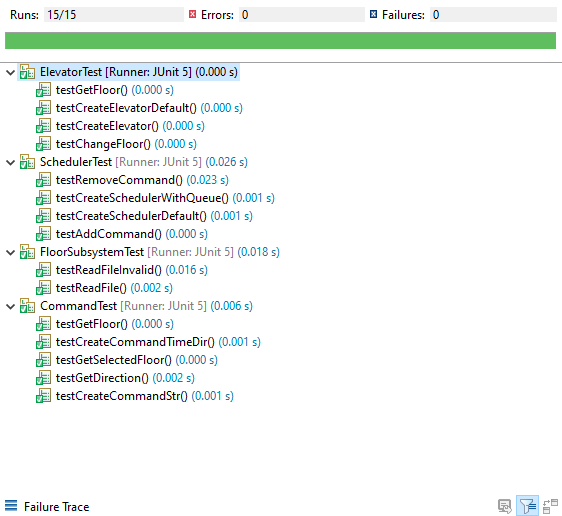 Runs: 15/15 Errors: 0 Failures: 0
ElevatorTest [Runner: JUnit 5] (0.000 s)
testGetFloor() (0.000 s)
testCreateElevatorDefault() (0.000 s)
testCreateElevator() (0.000 s)
testChangeFloor() (0.000 s)
SchedulerTest [Runner: JUnit 5] (0.026 s)
testRemoveCommand() (0.023 s)
testCreateSchedulerWithQueue() (0.001 s)
testCreateSchedulerDefault() (0.001 s)
testAddCommand() (0.000 s)
FloorSubsystemTest [Runner: JUnit 5] (0.018 s)
testReadFileInvalid() (0.016 s)
testReadFile() (0.002 s)
CommandTest [Runner: JUnit 5] (0.006 s)
testGetFloor() (0.000 s)
testCreateCommandTimeDir() (0.001 s)
testGetSelectedFloor() (0.000 s)
testGetDirection() (0.002 s)
testCreateCommandStr() (0.001 s)
Failure Trace